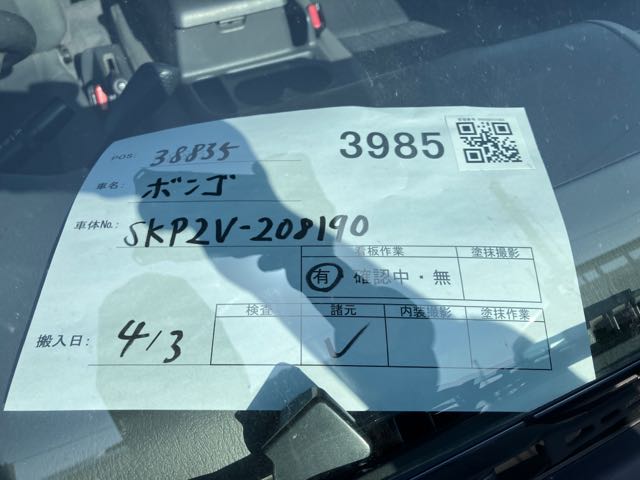 3985
POS: 38835
車名: ボンゴ
車体No.: SKP2V-208190
看板作業 塗抹撮影
有 確認中・無
検査 諸元 内装撮影 塗抹作業
搬入日: 4/3 ✓